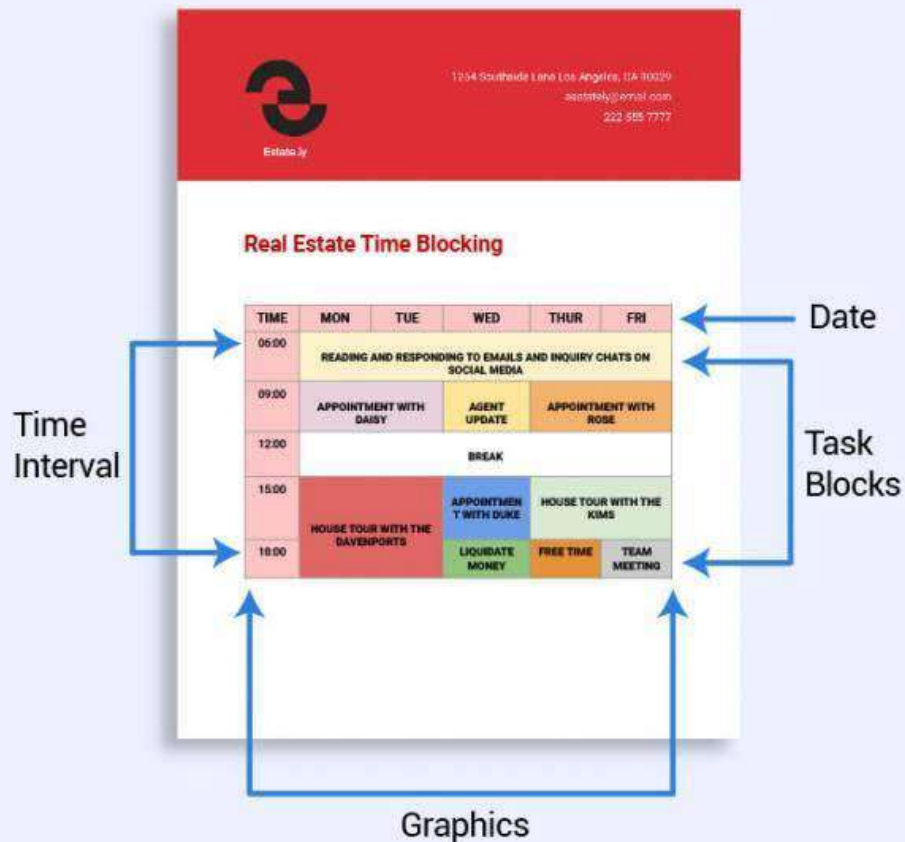 1234 Southside Lane Los Angeles, CA 90029
222 555 7777
Estate.ly
Real Estate Time Blocking
TIME MON TUE WED THUR FRI
Date
06:00
READING AND RESPONDING TO EMAILS AND INQUIRY CHATS ON
SOCIAL MEDIA
09:00
APPOINTMENT WITH
DAISY
AGENT
UPDATE
APPOINTMENT WITH
ROSE
Time
Interval
12:00
BREAK
Task
Blocks
15:00
HOUSE TOUR WITH THE
DAVENPORTS
APPOINTMEN
T WITH DUKE
HOUSE TOUR WITH THE
KIMS
18:00
LIQUIDATE
MONEY
FREE TIME
TEAM
MEETING
Graphics